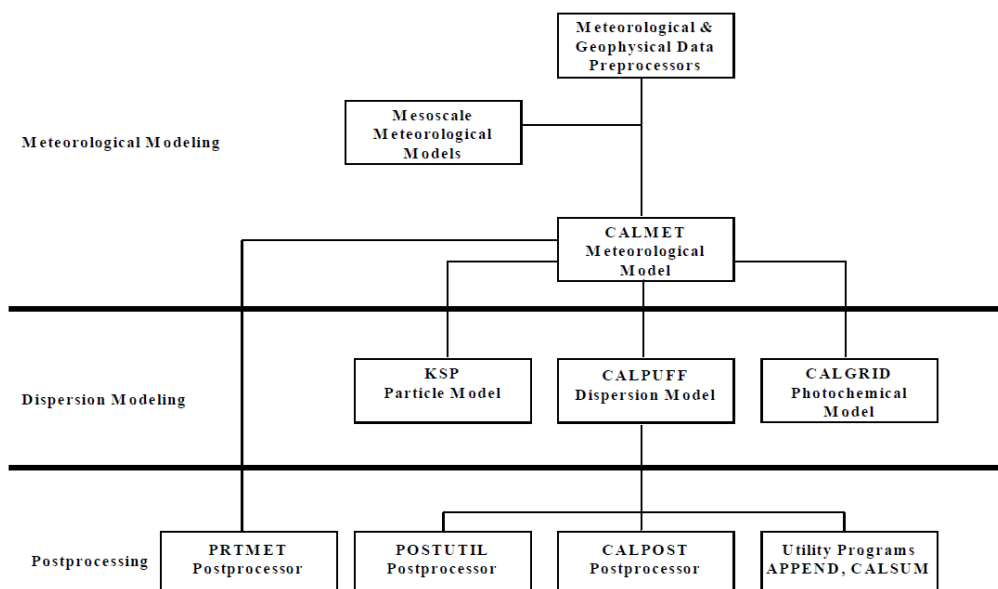 Meteorological &
Geophysical Data
Preprocessors
Mesoscale
Meteorological
Models
Meteorological Modeling
CALMET
Meteorological
Model
KSP
Particle Model
CALPUFF
Dispersion Model
CALGRID
Photochemical
Model
Dispersion Modeling
PRTMET
Postprocessor
POSTUTIL
Postprocessor
CALPOST
Postprocessor
Utility Programs
APPEND, CALSUM
Postprocessing